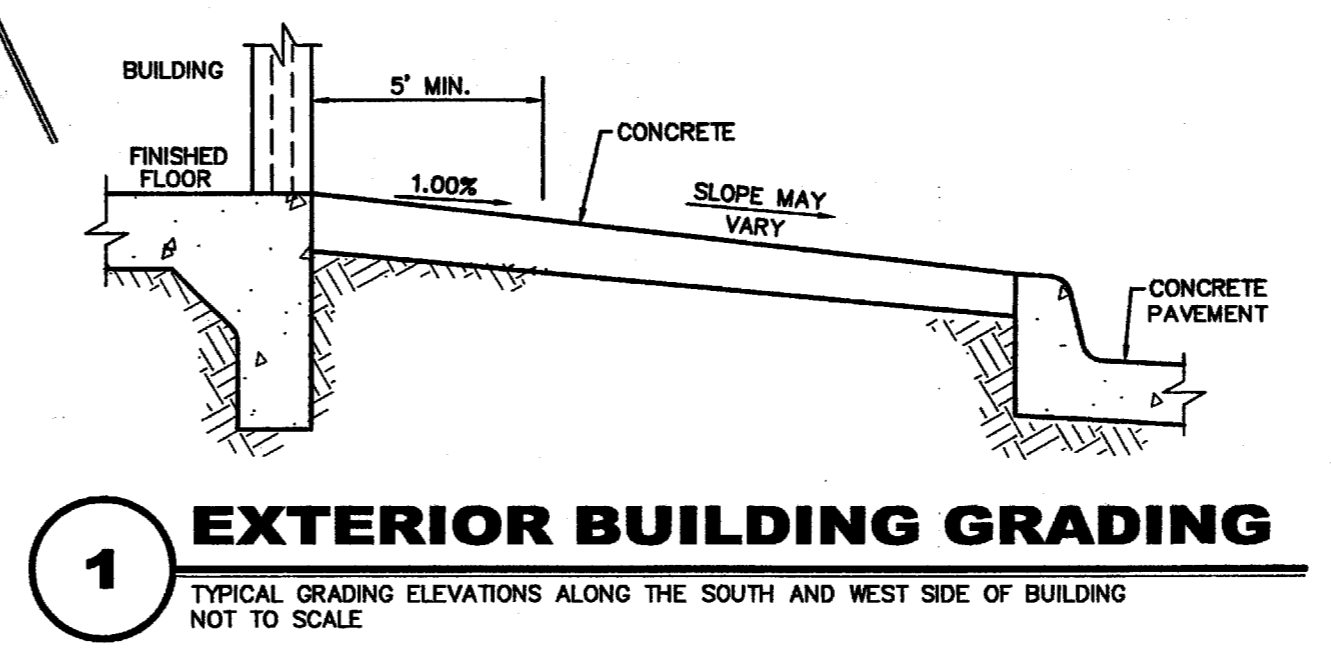 BUILDING
5' MIN.
CONCRETE
FINISHED
FLOOR
1.00%
SLOPE MAY
VARY
CONCRETE
PAVEMENT
1
EXTERIOR BUILDING GRADING
TYPICAL GRADING ELEVATIONS ALONG THE SOUTH AND WEST SIDE OF BUILDING
NOT TO SCALE